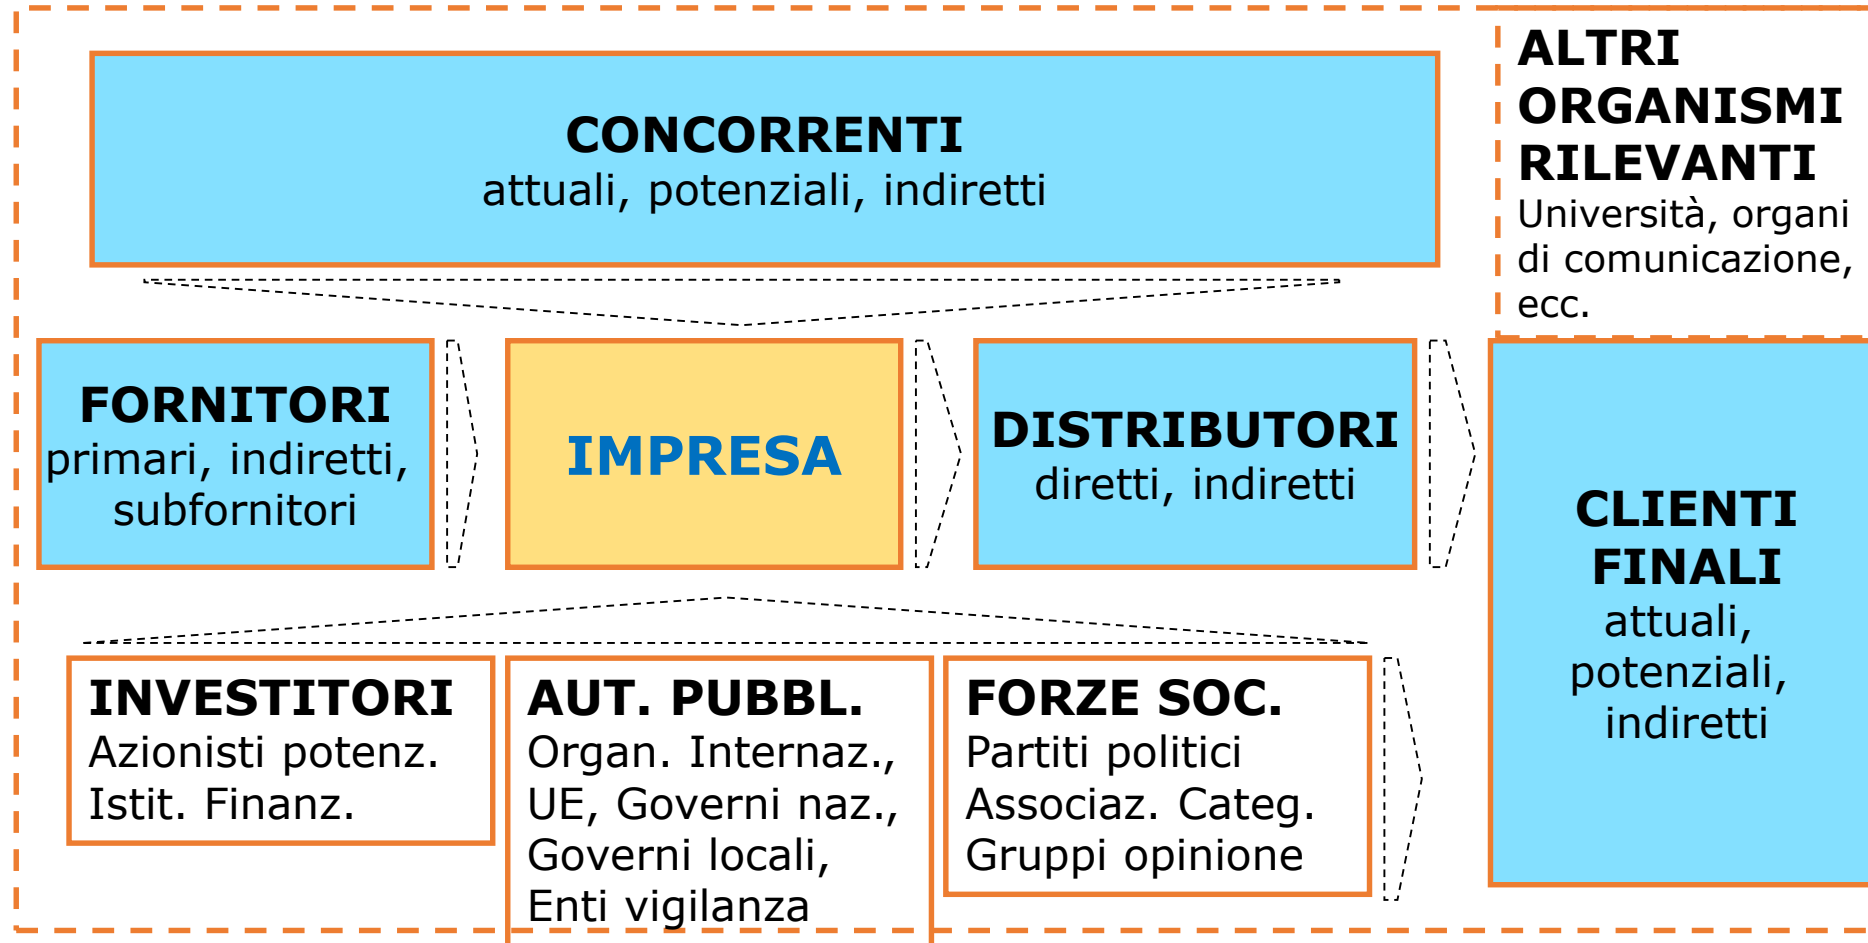 CONCORRENTI
attuali, potenziali, indiretti
ALTRI
ORGANISMI
RILEVANTI
Università, organi
di comunicazione,
ecc.
FORNITORI
primari, indiretti,
subfornitori
IMPRESA
DISTRIBUTORI
diretti, indiretti
CLIENTI
FINALI
attuali,
potenziali,
indiretti
INVESTITORI
Azionisti potenz.
Istit. Finanz.
AUT. PUBBL.
Organ. Internaz.,
UE, Governi naz.,
Governi locali,
Enti vigilanza
FORZE SOC.
Partiti politici
Associaz. Categ.
Gruppi opinione